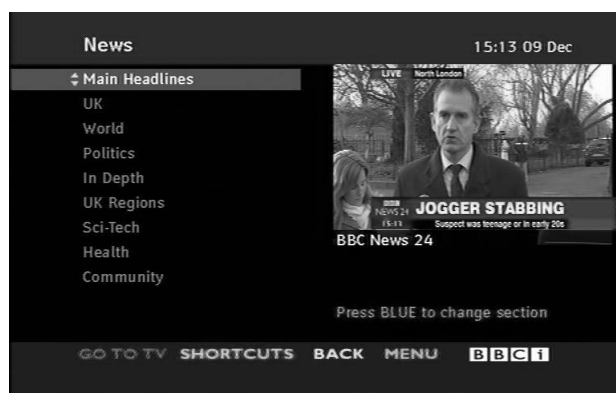 News
15:13 09 Dec
Main Headlines
UK
World
Politics
In Depth
UK Regions
Sci-Tech
Health
Community
LIVE North London
BBC
NEWS 24
15:13
JOGGER STABBING
Suspect was teenage or in early 20s
BBC News 24
Press BLUE to change section
GO TO TV SHORTCUTS BACK MENU BBCi